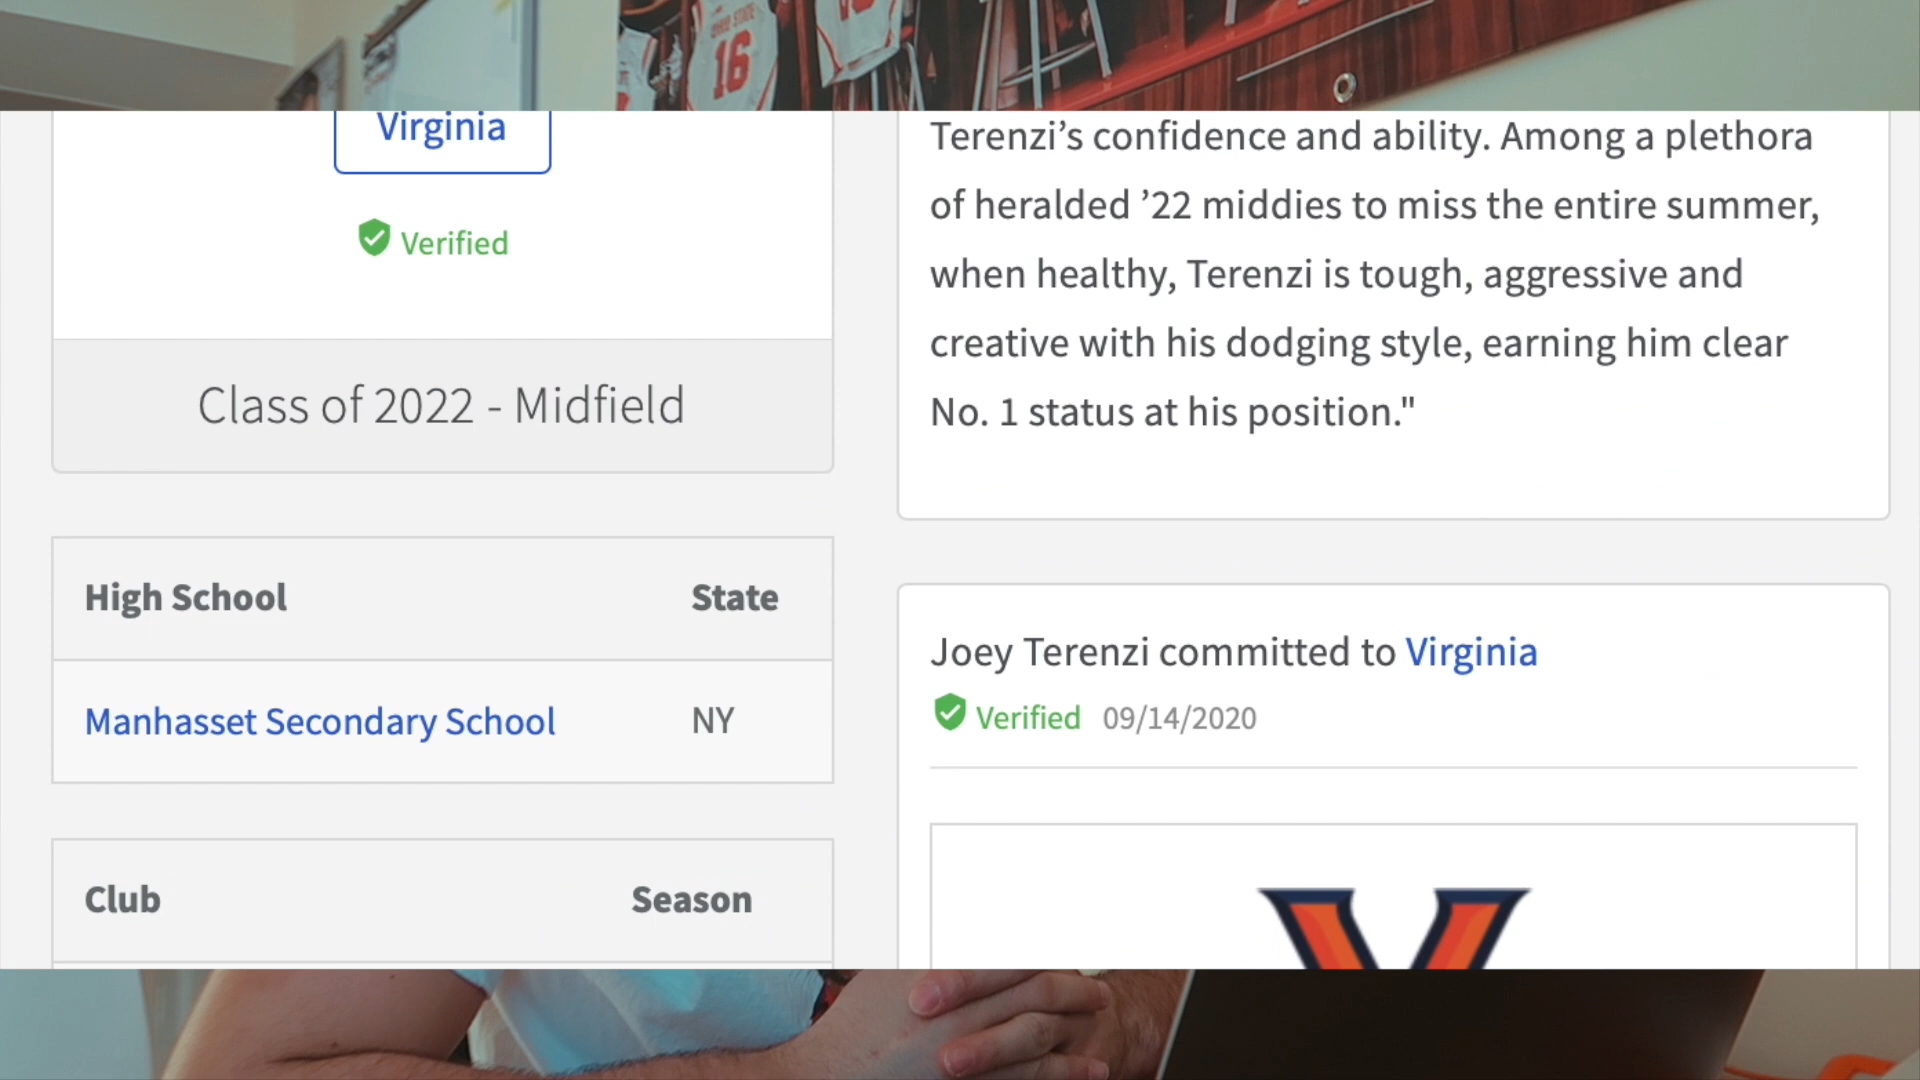 16
Virginia
Verified
Class of 2022 - Midfield
High School State
Manhasset Secondary School NY
Club Season
Terenzi’s confidence and ability. Among a plethora
of heralded ’22 middies to miss the entire summer,
when healthy, Terenzi is tough, aggressive and
creative with his dodging style, earning him clear
No. 1 status at his position."
Joey Terenzi committed to Virginia
Verified 09/14/2020